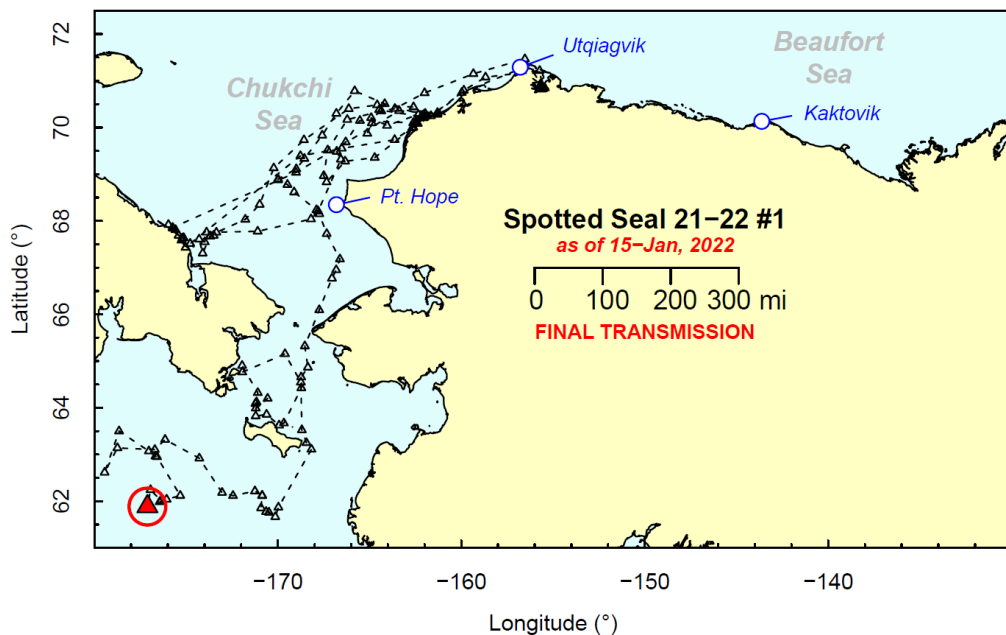 72
70
68
66
64
62
Latitude (°)
Utqiagvik
Beaufort
Sea
Chukchi
Sea
Kaktovik
Pt. Hope
Spotted Seal 21−22 #1
as of 15−Jan, 2022
0 100 200 300 mi
FINAL TRANSMISSION
−170 −160 −150 −140
Longitude (°)